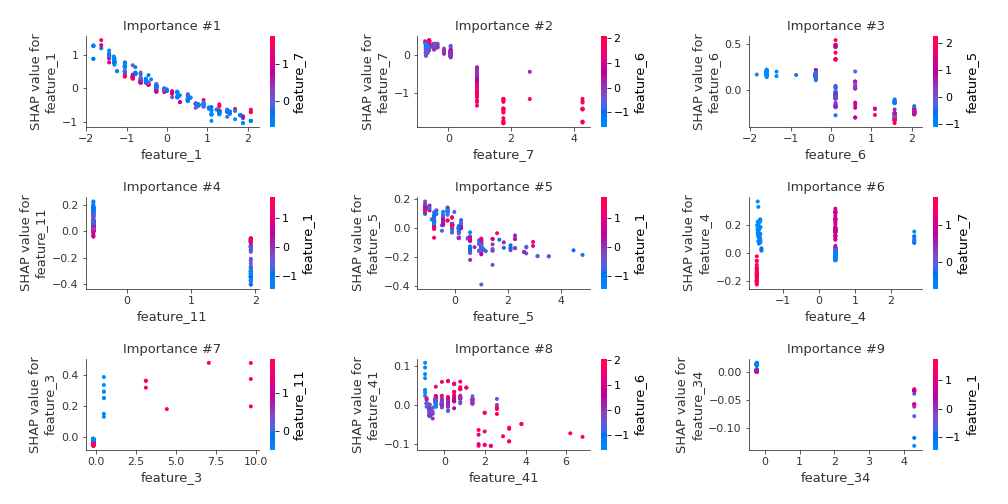 Importance #1
1
0
−1
−2
−1
0
1
2
SHAP value for
feature_1
feature_1
1
0
feature_7
Importance #2
0
−1
0
2
4
SHAP value for
feature_7
feature_7
2
1
0
−1
feature_6
Importance #3
0.5
0.0
−2
−1
0
1
2
SHAP value for
feature_6
feature_6
2
1
0
−1
feature_5
Importance #4
0.2
0.0
−0.2
−0.4
0
1
2
SHAP value for
feature_11
feature_11
1
0
−1
feature_1
Importance #5
0.2
0.0
−0.2
−0.4
0
2
4
SHAP value for
feature_5
feature_5
1
0
−1
feature_1
Importance #6
0.2
0.0
−0.2
−1
0
1
2
SHAP value for
feature_4
feature_4
1
0
feature_7
Importance #7
0.4
0.2
0.0
0.0
2.5
5.0
7.5
10.0
SHAP value for
feature_3
feature_3
1
0
feature_11
Importance #8
0.1
0.0
−0.1
0
2
4
6
SHAP value for
feature_41
feature_41
2
1
0
−1
feature_6
Importance #9
0.00
−0.05
−0.10
0
2
4
SHAP value for
feature_34
feature_34
1
0
−1
feature_1